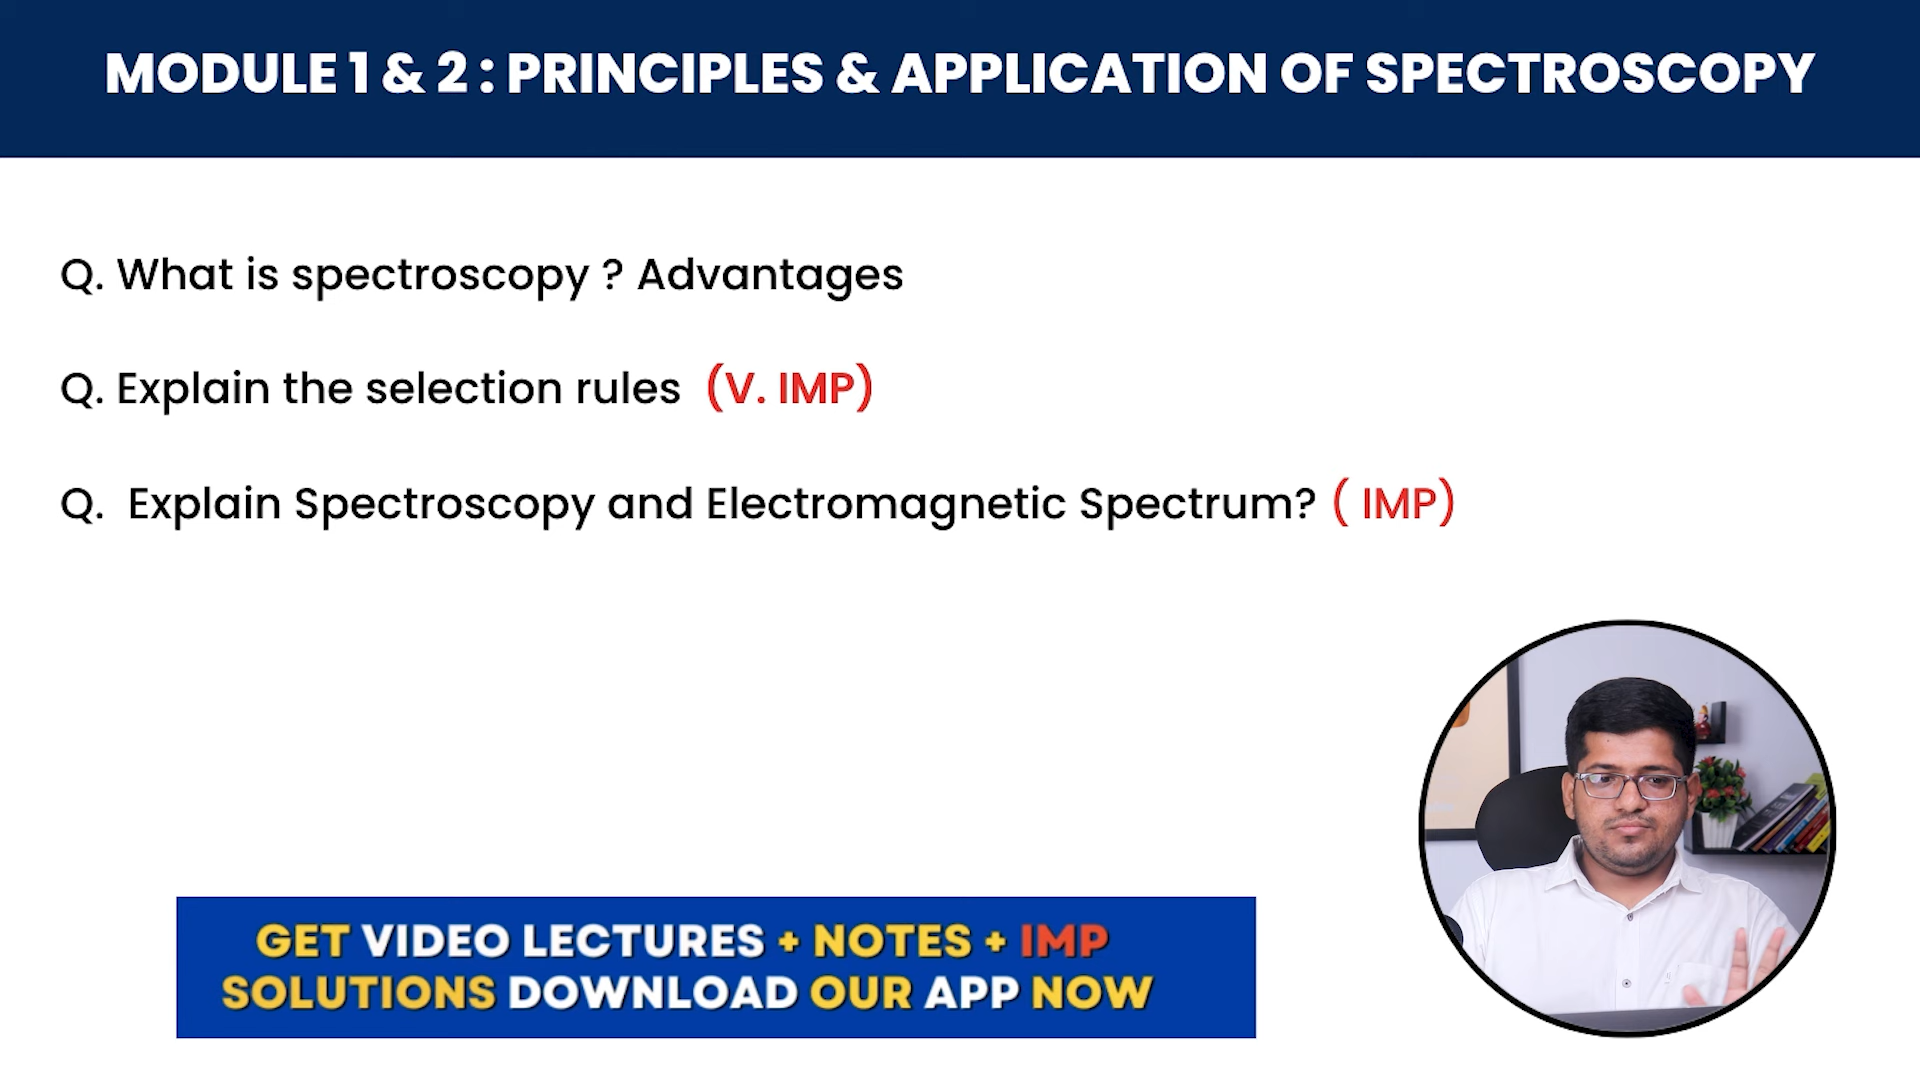 MODULE 1 & 2 : PRINCIPLES & APPLICATION OF SPECTROSCOPY
Q. What is spectroscopy ? Advantages
Q. Explain the selection rules (V. IMP)
Q. Explain Spectroscopy and Electromagnetic Spectrum? ( IMP)
GET VIDEO LECTURES + NOTES + IMP
SOLUTIONS DOWNLOAD OUR APP NOW